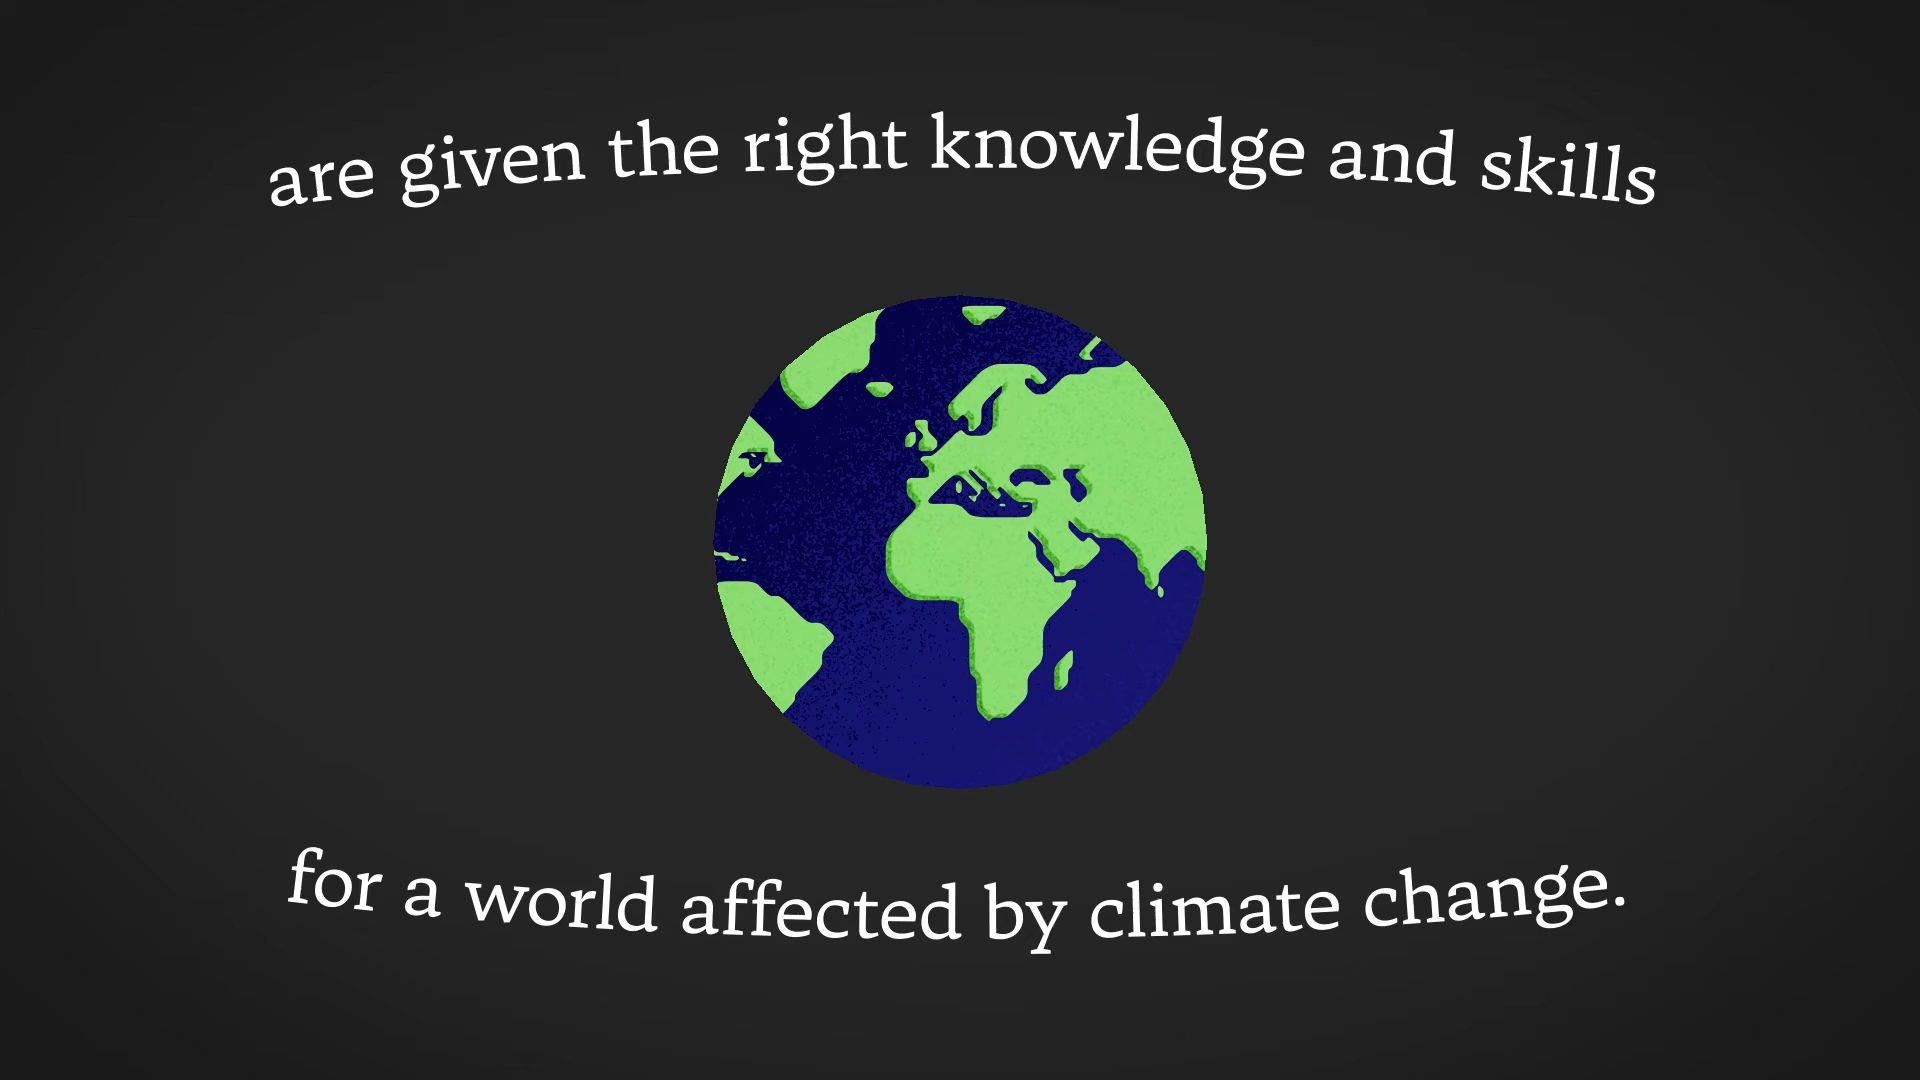 are given the right knowledge and skills
for a world affected by climate change.